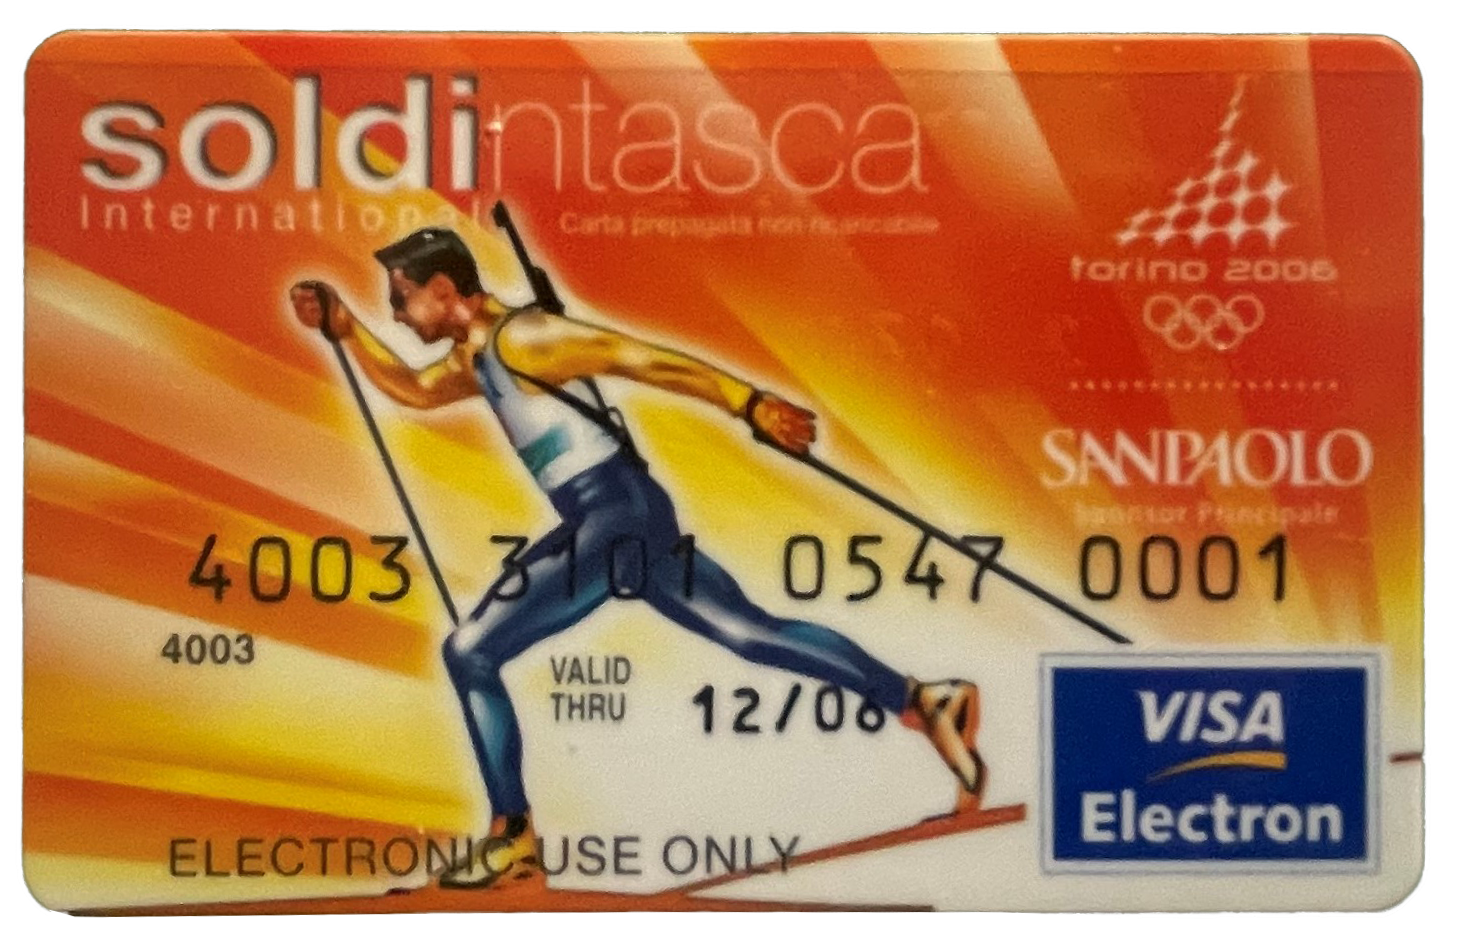 soldintasca
International
Carta prepagata non ricaricabile
torino 2006
SANPAOLO
Sponsor Principale
4003 3101 0547 0001
4003
VALID
THRU
12/06
VISA
Electron
ELECTRONIC USE ONLY